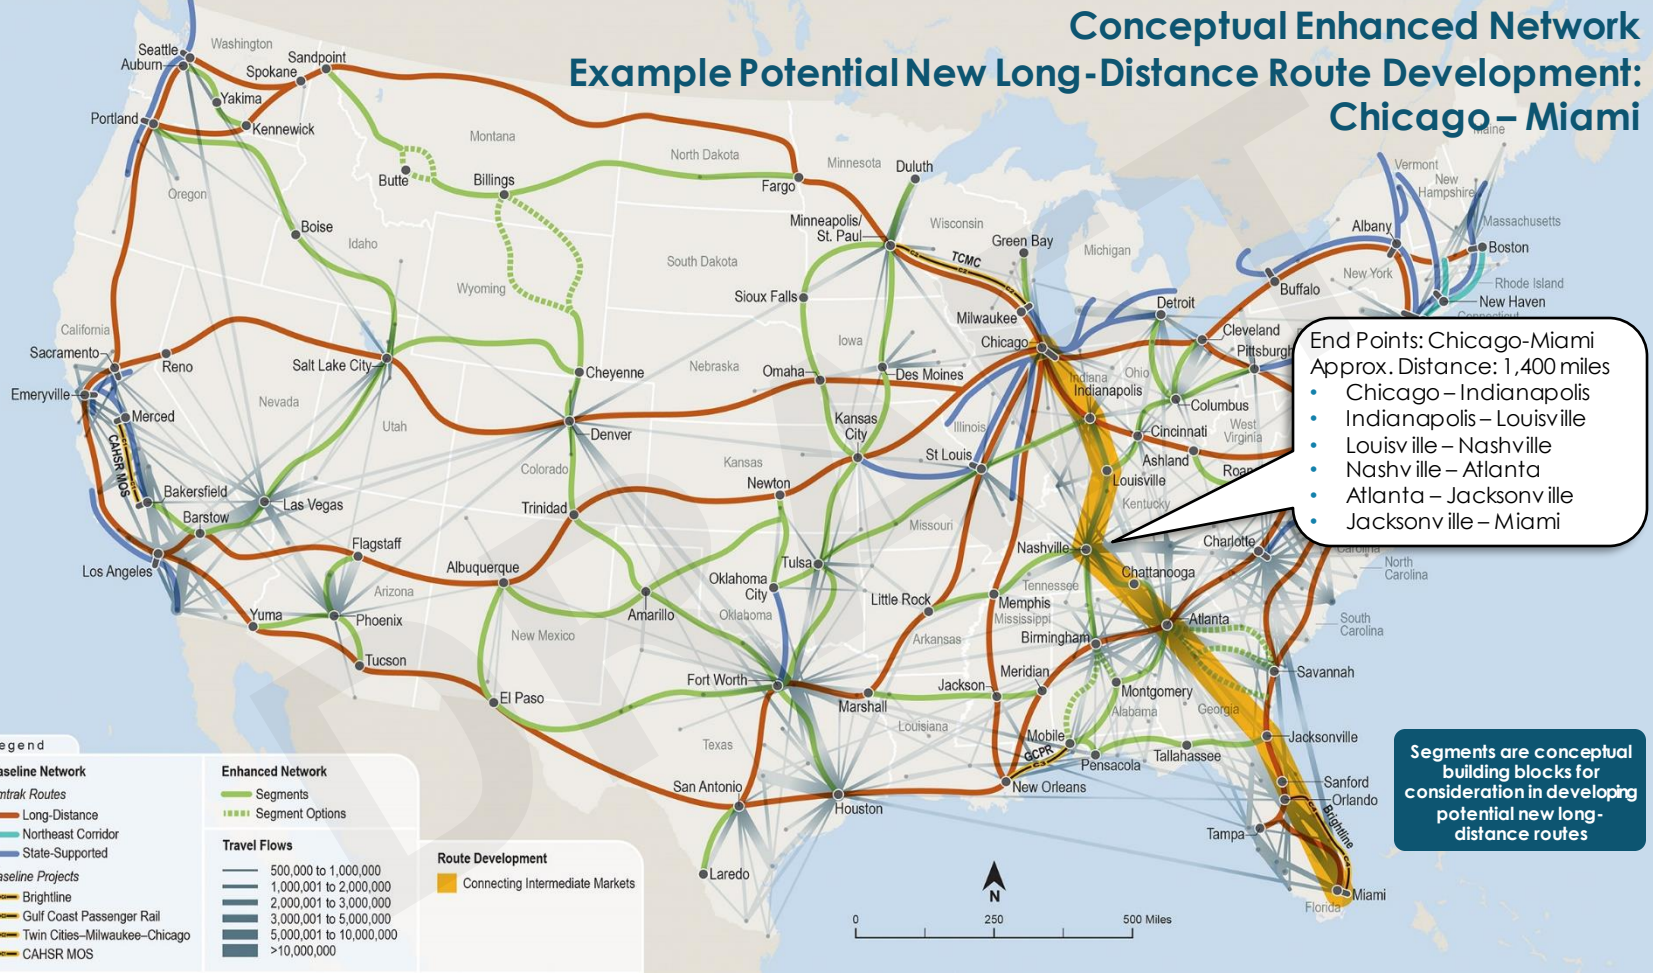 Conceptual Enhanced Network
Example Potential New Long-Distance Route Development:
Chicago – Miami
Seattle
Auburn
Washington
Spokane
Sandpoint
Yakima
Portland
Kennewick
Montana
North Dakota
Minnesota
Duluth
Butte
Billings
Fargo
Oregon
Boise
Idaho
Minneapolis/
St. Paul
Wisconsin
Green Bay
TCMC
Michigan
South Dakota
Wyoming
Sioux Falls
Milwaukee
Chicago
Detroit
Maine
Vermont
New
Hampshire
Albany
Massachusetts
Boston
New York
Buffalo
Rhode Island
New Haven
Connecticut
Cleveland
Pittsburgh
California
Sacramento
Reno
Salt Lake City
Emeryville
Merced
Nevada
Utah
CAHSR MOS
Cheyenne
Nebraska
Omaha
Iowa
Des Moines
Denver
Colorado
Kansas
City
Kansas
Illinois
St Louis
Indiana
Indianapolis
Ohio
Columbus
Cincinnati
West
Virginia
Ashland
Roan
Louisville
Kentucky
Newton
Missouri
Trinidad
Bakersfield
Barstow
Las Vegas
Los Angeles
Flagstaff
Albuquerque
Arizona
Yuma
Phoenix
Tucson
New Mexico
El Paso
Amarillo
Oklahoma
City
Oklahoma
Tulsa
Little Rock
Arkansas
Nashville
Tennessee
Memphis
Mississippi
Chattanooga
Charlotte
Carolina
North
Carolina
South
Carolina
Birmingham
Atlanta
Meridian
Jackson
Fort Worth
Marshall
Louisiana
Texas
Montgomery
Alabama
Georgia
Savannah
Mobile
GCPR
Pensacola
Tallahassee
Jacksonville
New Orleans
San Antonio
Houston
Laredo
Sanford
Orlando
Tampa
Brightline
Miami
Florida
End Points: Chicago-Miami
Approx. Distance: 1,400 miles
• Chicago – Indianapolis
• Indianapolis – Louisville
• Louisville – Nashville
• Nashville – Atlanta
• Atlanta – Jacksonville
• Jacksonville – Miami
Segments are conceptual
building blocks for
consideration in developing
potential new long-
distance routes
egend
aseline Network
mtrak Routes
Long-Distance
Northeast Corridor
State-Supported
aseline Projects
Brightline
Gulf Coast Passenger Rail
Twin Cities–Milwaukee–Chicago
CAHSR MOS
Enhanced Network
Segments
Segment Options
Travel Flows
500,000 to 1,000,000
1,000,001 to 2,000,000
2,000,001 to 3,000,000
3,000,001 to 5,000,000
5,000,001 to 10,000,000
>10,000,000
Route Development
Connecting Intermediate Markets
N
0 250 500 Miles
DRAFT